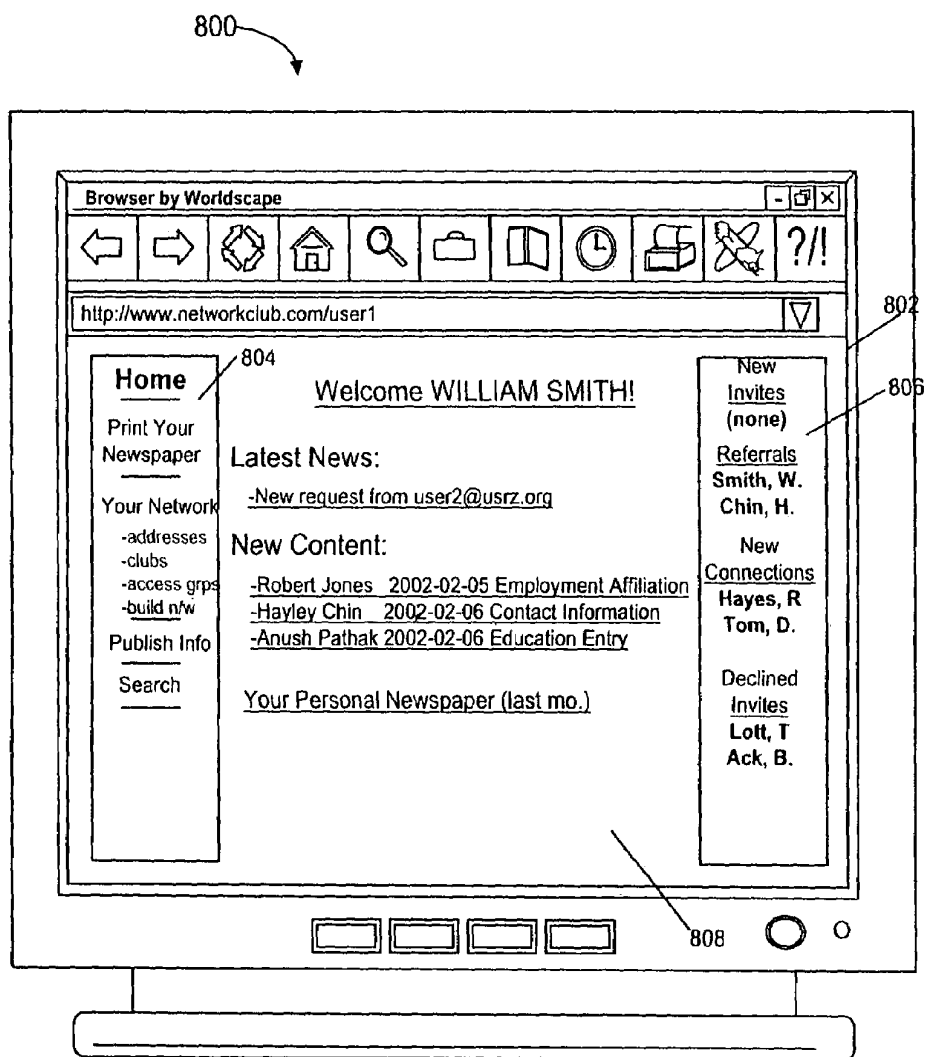 800
Browser by Worldscape
?/!
http://www.networkclub.com/user1
802
804
806
Home
Print Your
Newspaper
Your Network
-addresses
-clubs
-access grps
-build n/w
Publish Info
Search
Welcome WILLIAM SMITH!
Latest News:
-New request from user2@usrz.org
New Content:
-Robert Jones 2002-02-05 Employment Affiliation
-Hayley Chin 2002-02-06 Contact Information
-Anush Pathak 2002-02-06 Education Entry
Your Personal Newspaper (last mo.)
New
Invites
(none)
Referrals
Smith, W.
Chin, H.
New
Connections
Hayes, R
Tom, D.
Declined
Invites
Lott, T
Ack, B.
808